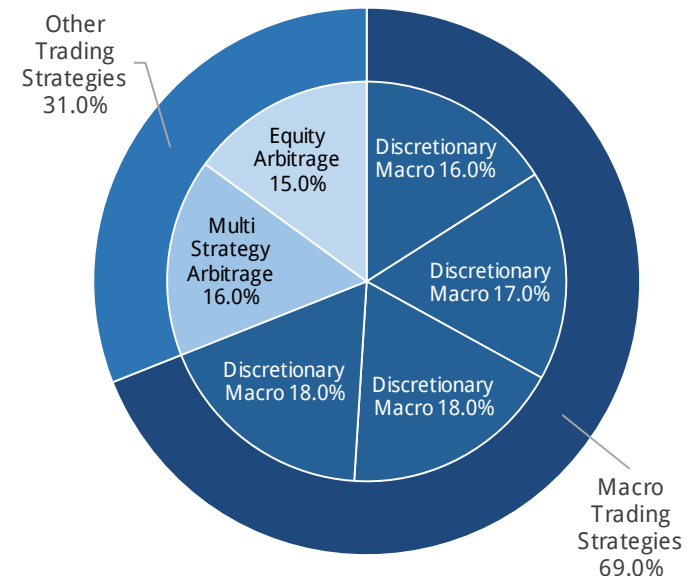 Other
Trading
Strategies
31.0%
Equity
Arbitrage
15.0%
Discretionary
Macro 16.0%
Multi
Strategy
Arbitrage
16.0%
Discretionary
Macro 17.0%
Discretionary
Macro 18.0%
Discretionary
Macro 18.0%
Macro
Trading
Strategies
69.0%